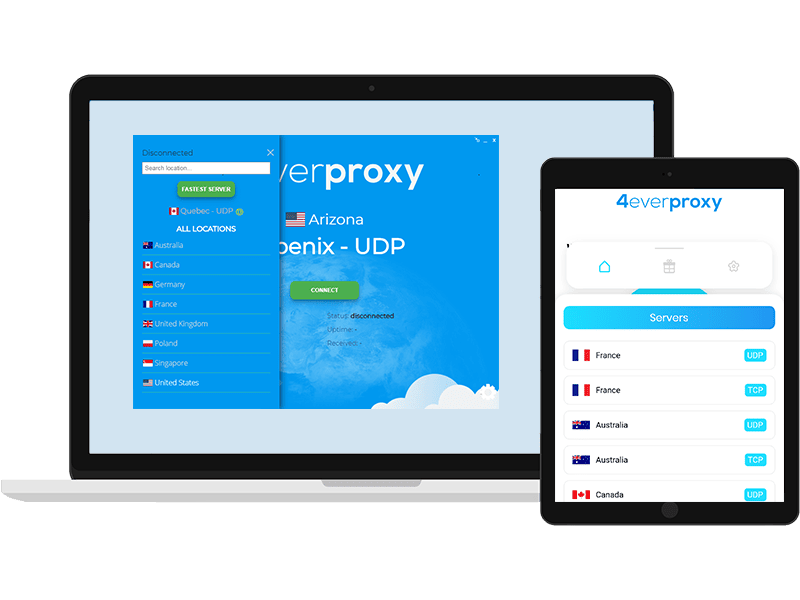 Disconnected
Search location...
FASTEST SERVER
Quebec - UDP
ALL LOCATIONS
Australia
Canada
Germany
France
United Kingdom
Poland
Singapore
United States
verproxy
Arizona
oenix - UDP
CONNECT
Status: disconnected
Uptime: -
Received: -
4everproxy
Servers
France UDP
France TCP
Australia UDP
Australia TCP
Canada UDP